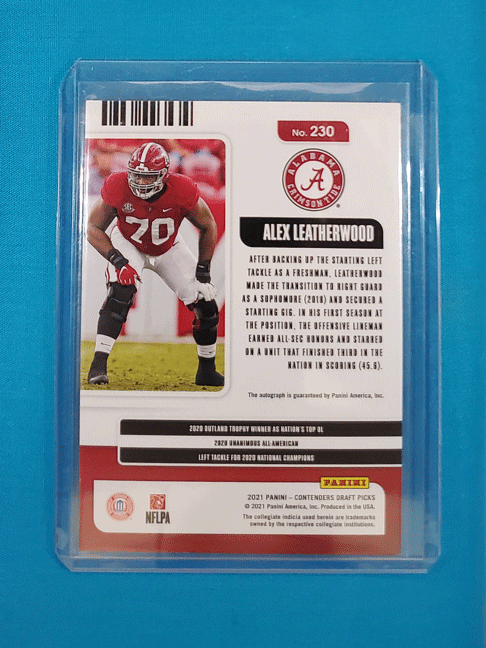 No. 230
ALABAMA
A
CRIMSON TIDE
®
70
ALEX LEATHERWOOD
AFTER BACKING UP THE STARTING LEFT
TACKLE AS A FRESHMAN, LEATHERWOOD
MADE THE TRANSITION TO RIGHT GUARD
AS A SOPHOMORE (2018) AND SECURED A
STARTING GIG. IN HIS FIRST SEASON AT
THE POSITION, THE OFFENSIVE LINEMAN
EARNED ALL-SEC HONORS AND STARRED
ON A UNIT THAT FINISHED THIRD IN THE
NATION IN SCORING (45.6).
The autograph is guaranteed by Panini America, Inc.
2020 OUTLAND TROPHY WINNER AS NATION'S TOP OL
2020 UNANIMOUS ALL-AMERICAN
LEFT TACKLE FOR 2020 NATIONAL CHAMPIONS
PANINI
NFLPA
2021 PANINI – CONTENDERS DRAFT PICKS
© 2021 Panini America, Inc. Produced in the USA.
The collegiate indicia used herein are trademarks
owned by the respective collegiate institutions.